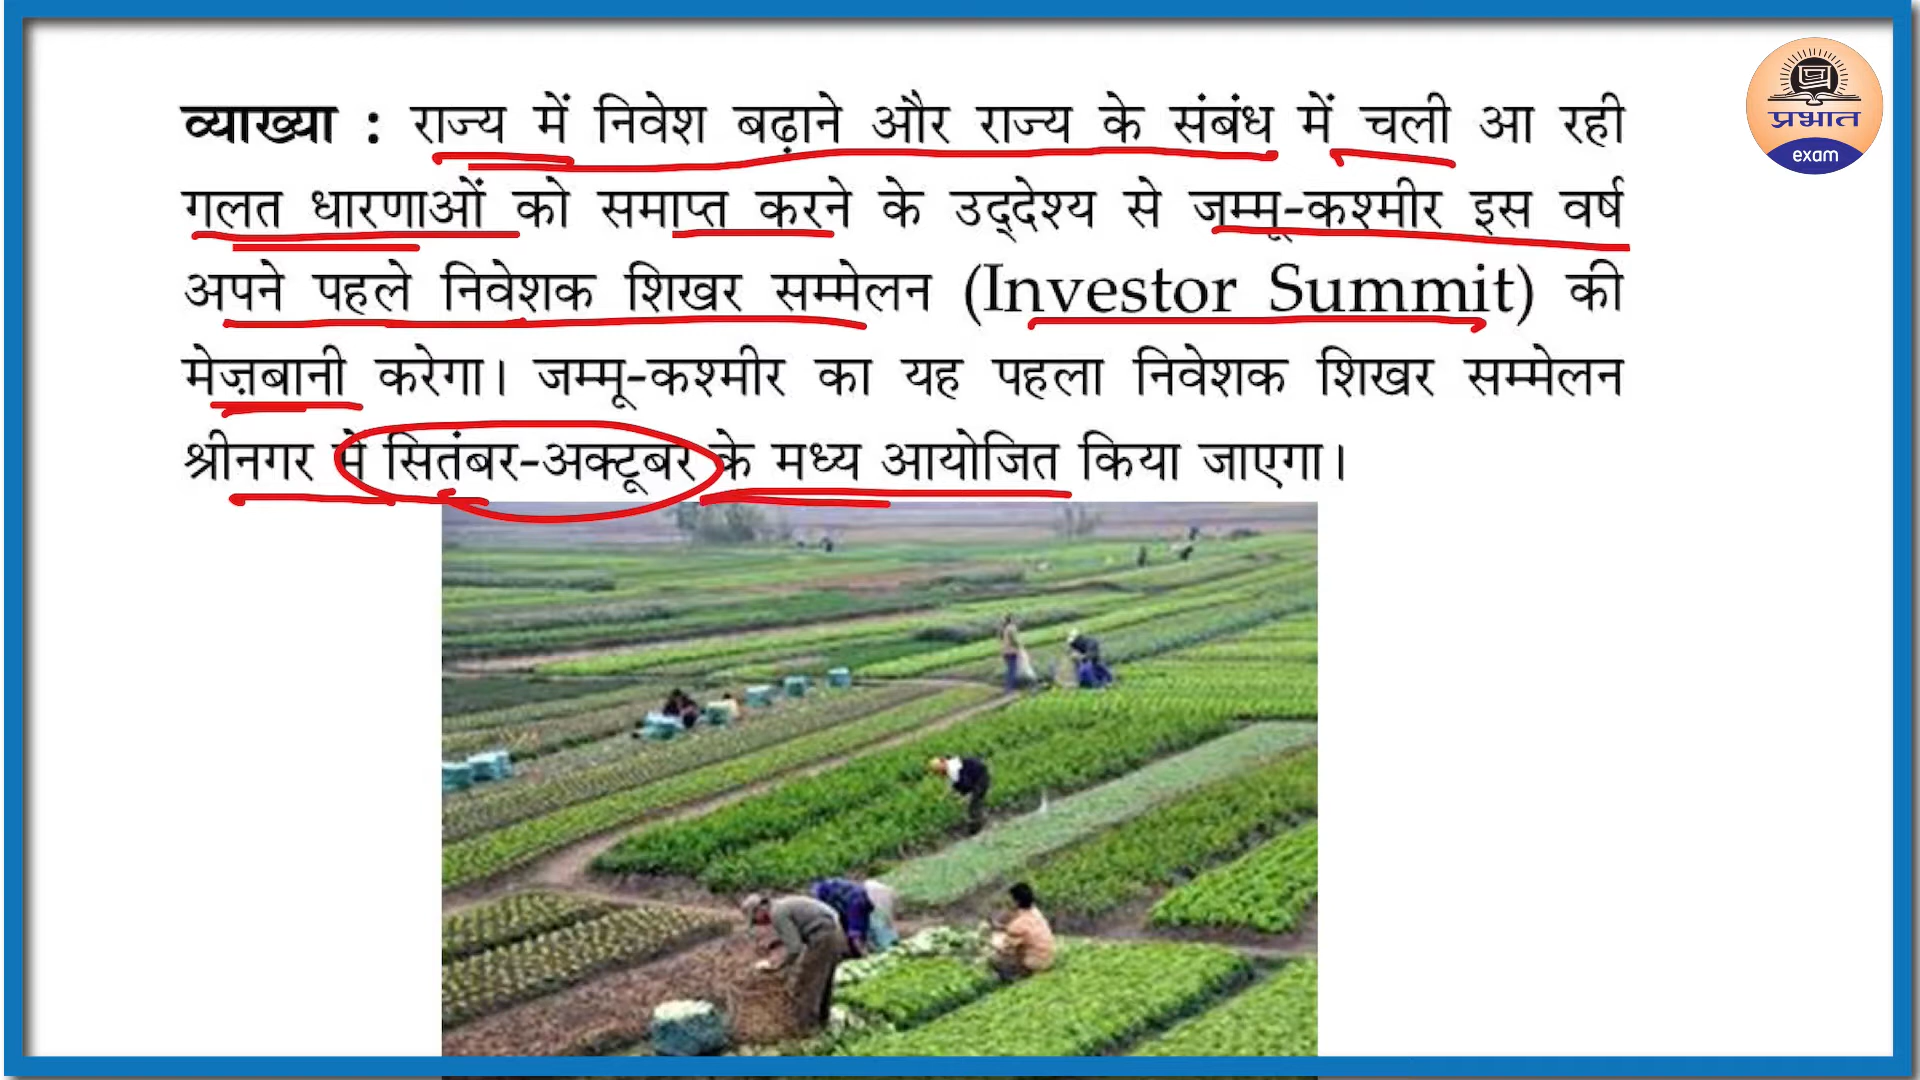 व्याख्या : राज्य में निवेश बढ़ाने और राज्य के संबंध में चली आ रही
गलत धारणाओं को समाप्त करने के उद्देश्य से जम्मू-कश्मीर इस वर्ष
अपने पहले निवेशक शिखर सम्मेलन (Investor Summit) की
मेज़बानी करेगा। जम्मू-कश्मीर का यह पहला निवेशक शिखर सम्मेलन
श्रीनगर में सितंबर-अक्टूबर के मध्य आयोजित किया जाएगा।
प्रभात
exam